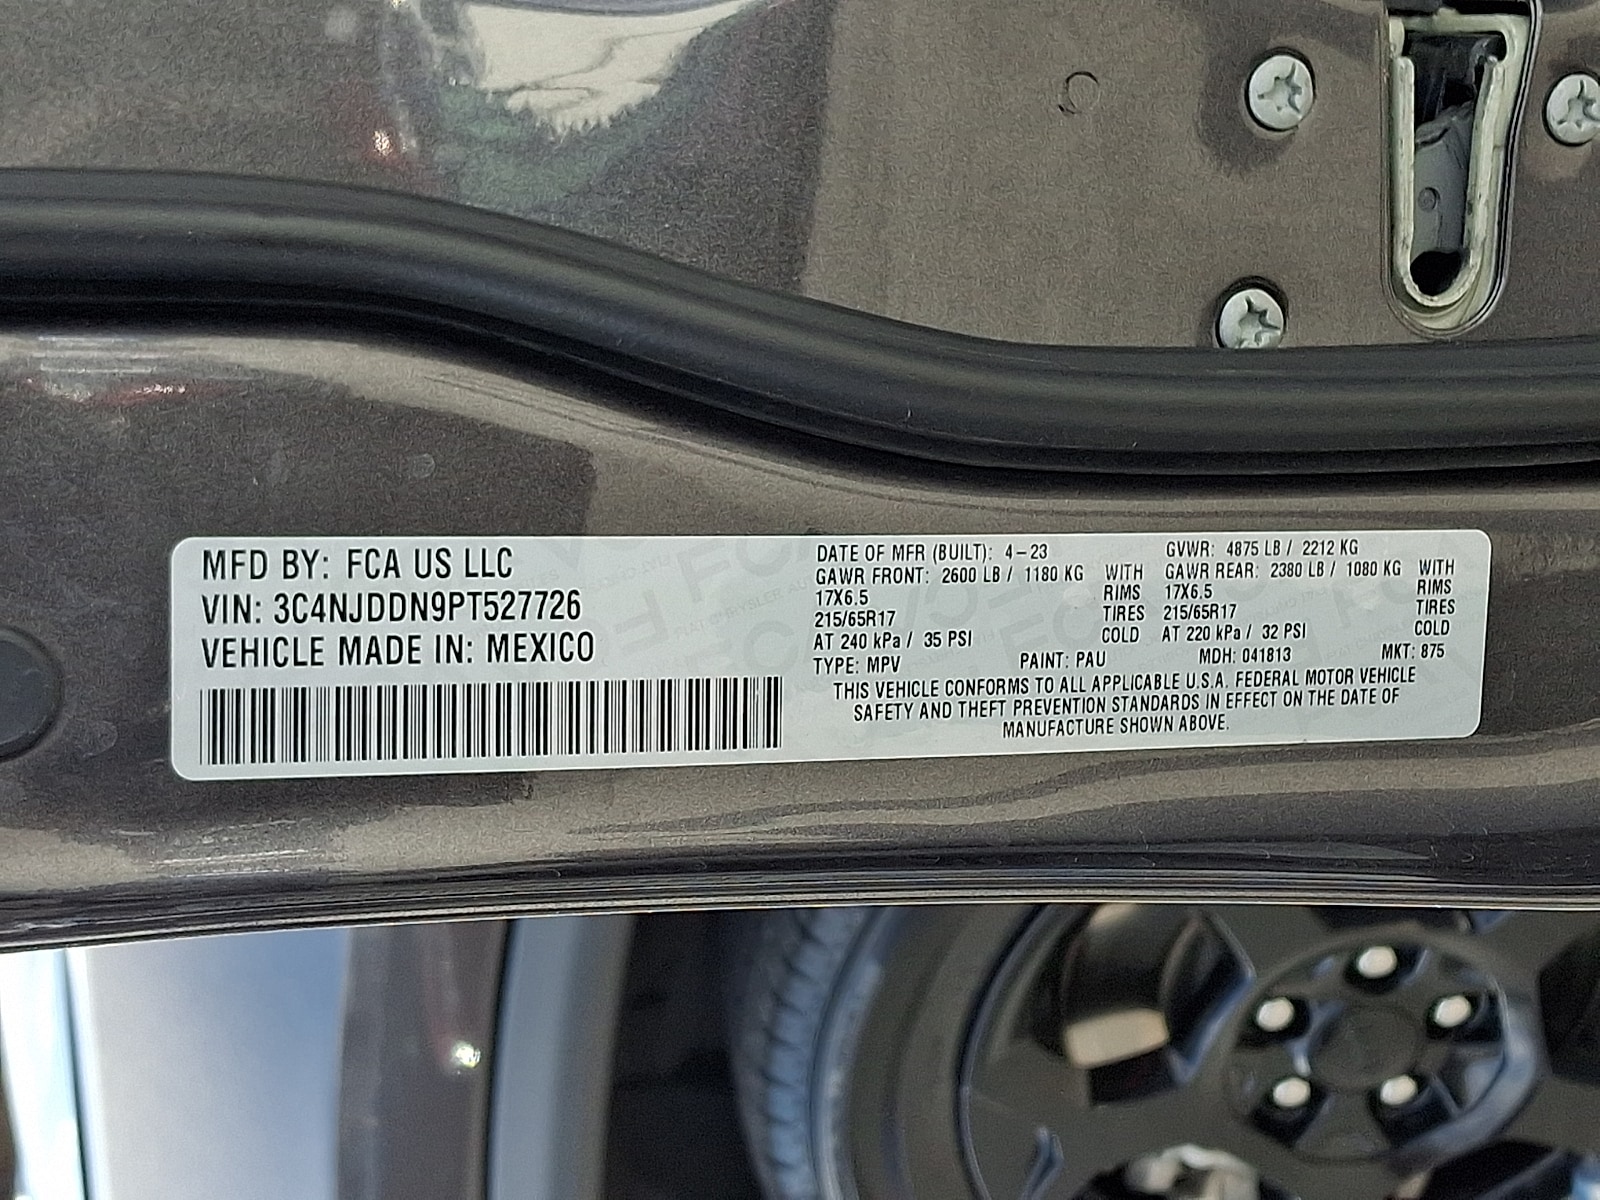 MFD BY: FCA US LLC
VIN: 3C4NJDDN9PT527726
VEHICLE MADE IN: MEXICO
DATE OF MFR (BUILT): 4-23 GVWR: 4875 LB / 2212 KG
GAWR FRONT: 2600 LB / 1180 KG WITH GAWR REAR: 2380 LB / 1080 KG WITH
17X6.5 RIMS 17X6.5 RIMS
215/65R17 TIRES 215/65R17 TIRES
AT 240 kPa / 35 PSI COLD AT 220 kPa / 32 PSI COLD
TYPE: MPV PAINT: PAU MDH: 041813 MKT: 875
THIS VEHICLE CONFORMS TO ALL APPLICABLE U.S.A. FEDERAL MOTOR VEHICLE
SAFETY AND THEFT PREVENTION STANDARDS IN EFFECT ON THE DATE OF
MANUFACTURE SHOWN ABOVE.